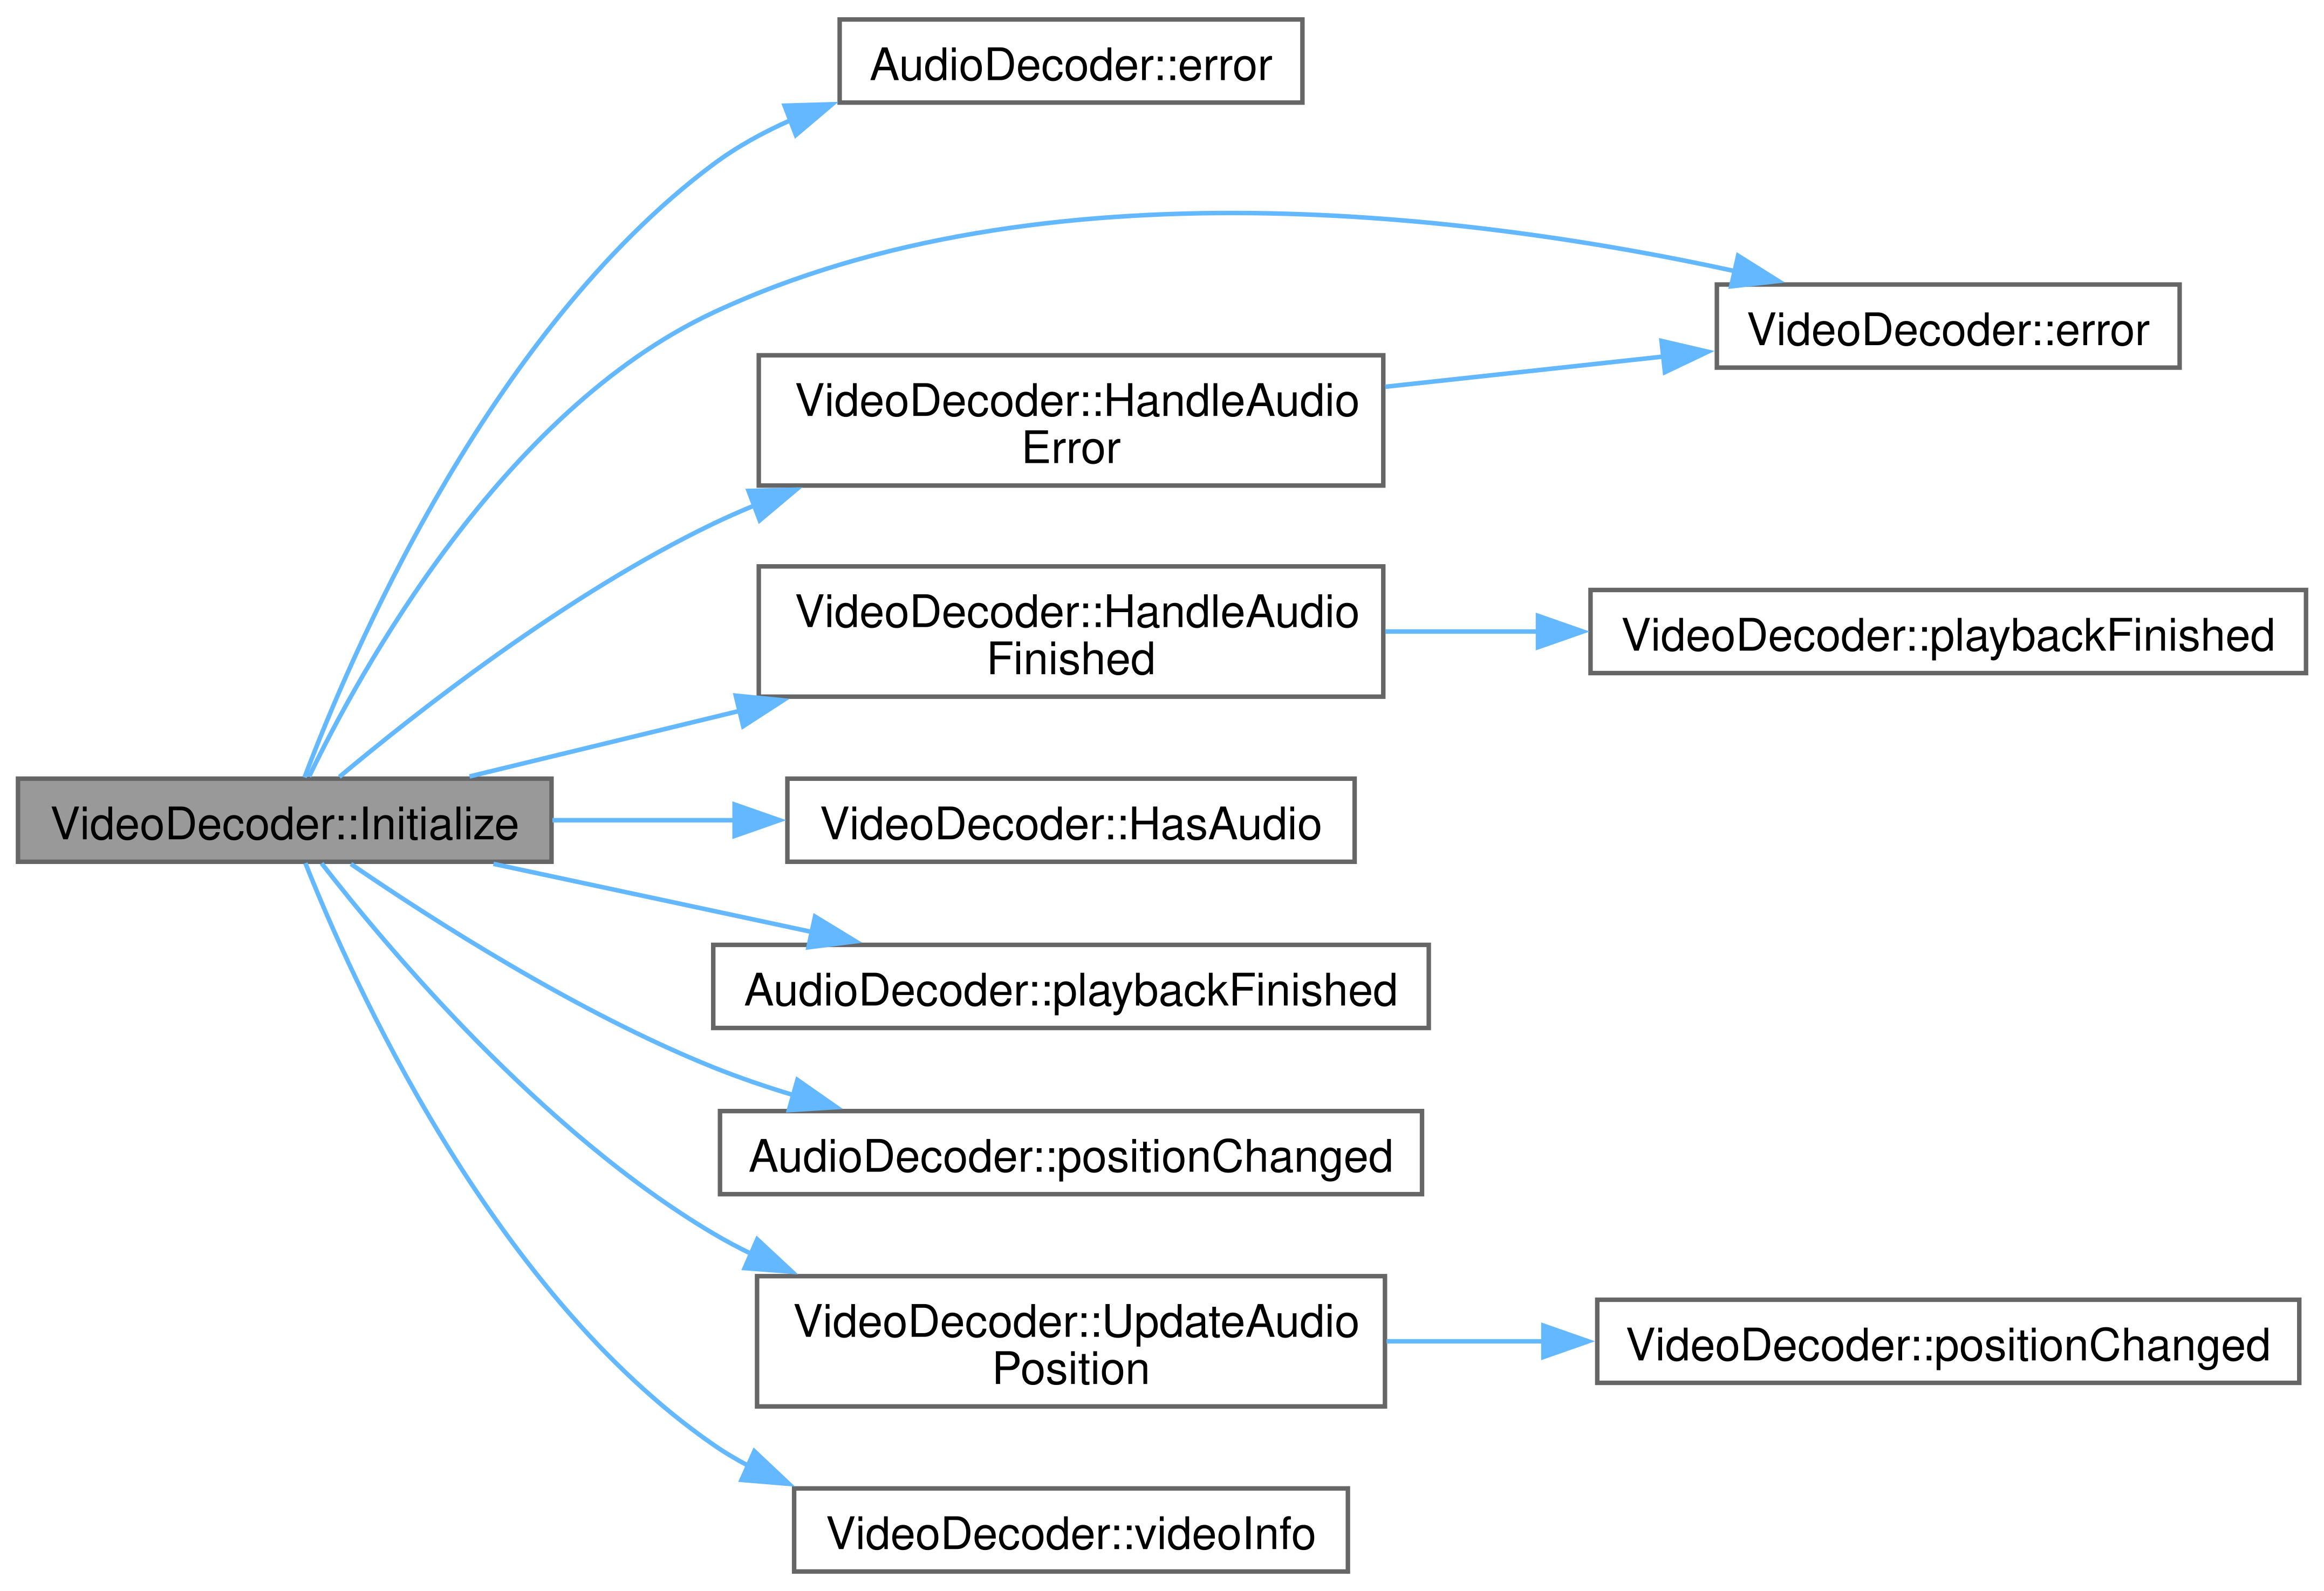 AudioDecoder::error
VideoDecoder::error
VideoDecoder::HandleAudio
Error
VideoDecoder::HandleAudio
Finished
VideoDecoder::playbackFinished
VideoDecoder::Initialize
VideoDecoder::HasAudio
AudioDecoder::playbackFinished
AudioDecoder::positionChanged
VideoDecoder::UpdateAudio
Position
VideoDecoder::positionChanged
VideoDecoder::videoInfo